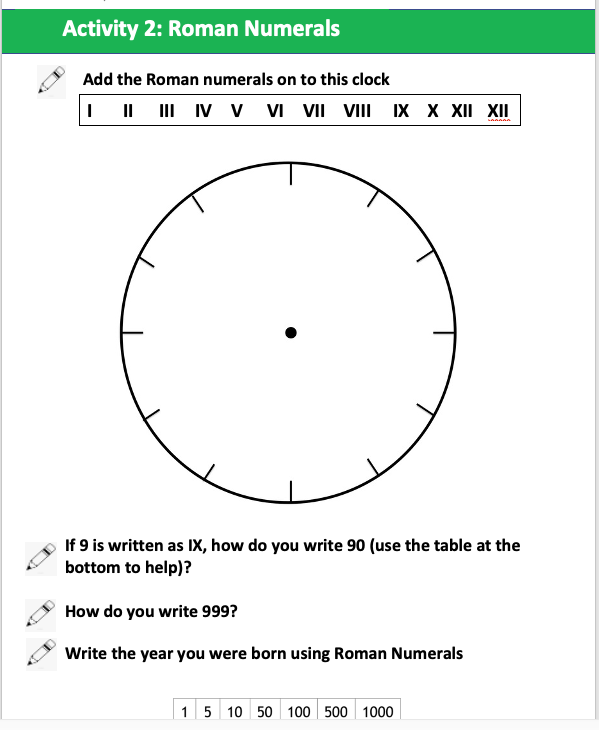 Activity 2: Roman Numerals
Add the Roman numerals on to this clock
I II III IV V VI VII VIII IX X XII XII
If 9 is written as IX, how do you write 90 (use the table at the
bottom to help)?
How do you write 999?
Write the year you were born using Roman Numerals
1 5 10 50 100 500 1000